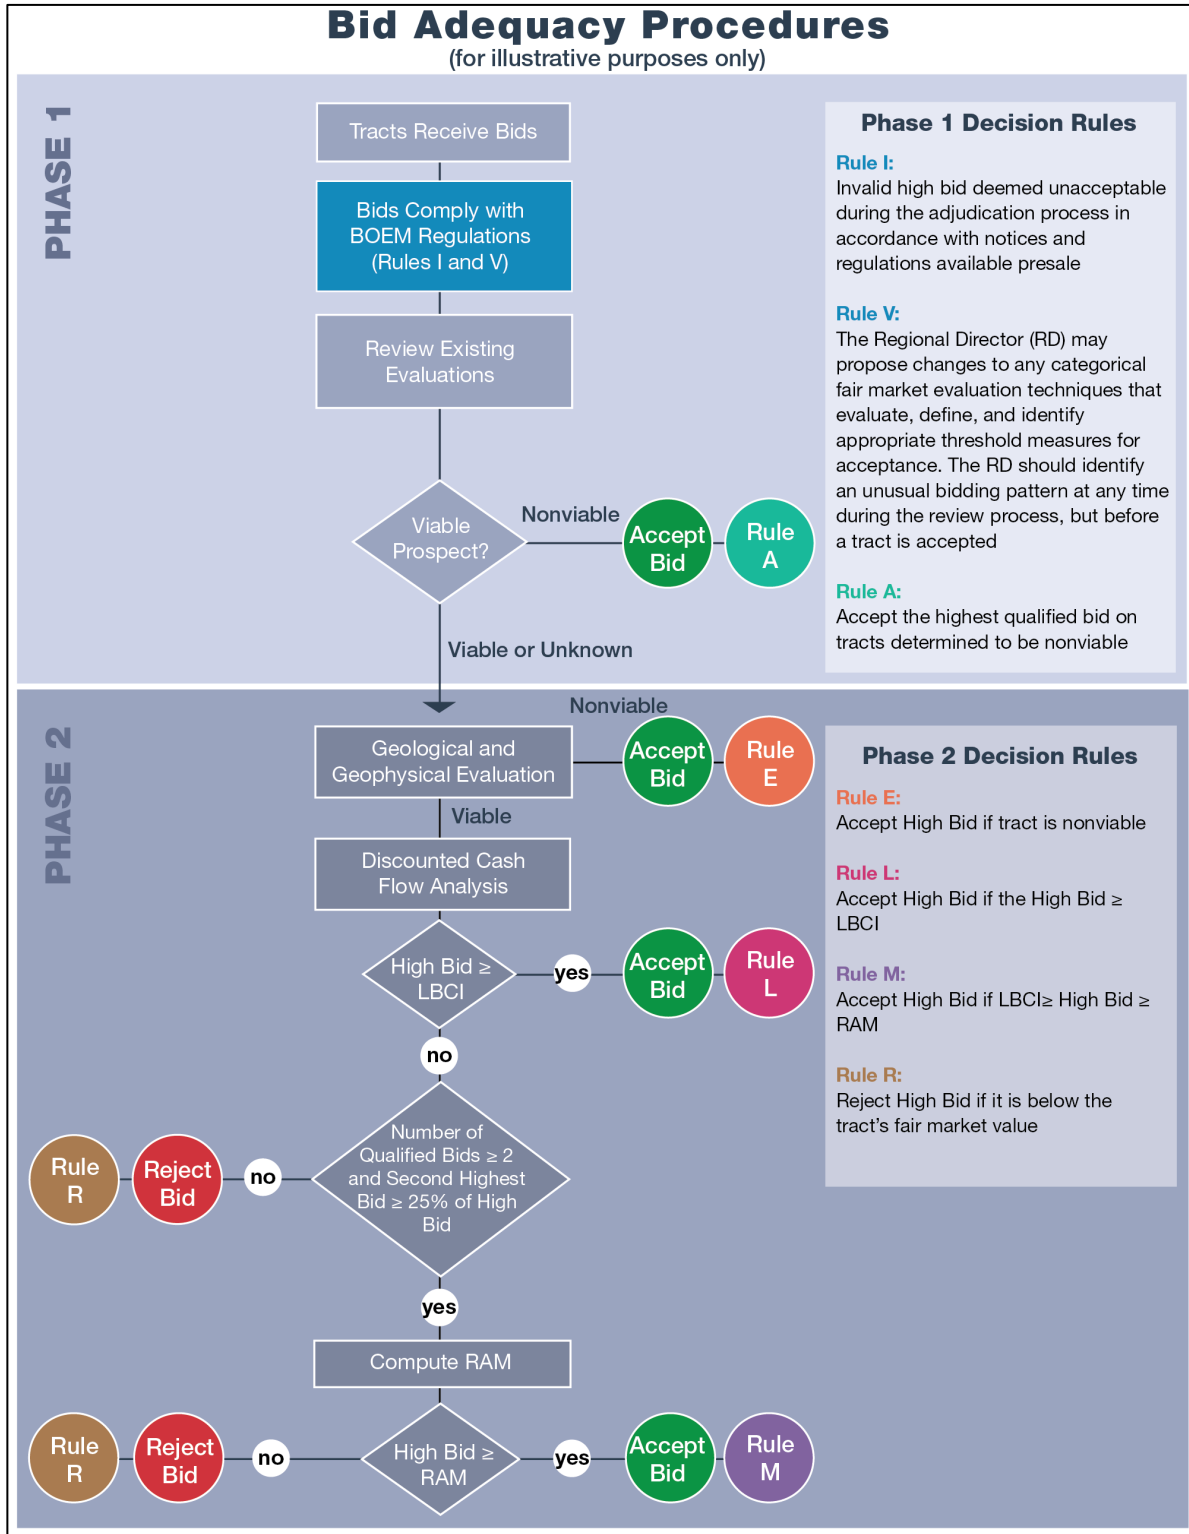 Bid Adequacy Procedures
(for illustrative purposes only)
PHASE 1
Tracts Receive Bids
Bids Comply with
BOEM Regulations
(Rules I and V)
Review Existing
Evaluations
Viable
Prospect?
Nonviable
Accept
Bid
Rule
A
Viable or Unknown
Phase 1 Decision Rules
Rule I:
Invalid high bid deemed unacceptable
during the adjudication process in
accordance with notices and
regulations available presale
Rule V:
The Regional Director (RD) may
propose changes to any categorical
fair market evaluation techniques that
evaluate, define, and identify
appropriate threshold measures for
acceptance. The RD should identify
an unusual bidding pattern at any time
during the review process, but before
a tract is accepted
Rule A:
Accept the highest qualified bid on
tracts determined to be nonviable
PHASE 2
Nonviable
Geological and
Geophysical Evaluation
Accept
Bid
Rule
E
Viable
Discounted Cash
Flow Analysis
High Bid ≥
LBCI
yes
Accept
Bid
Rule
L
no
Number of
Qualified Bids ≥ 2
and Second Highest
Bid ≥ 25% of High
Bid
no
Reject
Bid
Rule
R
yes
Compute RAM
High Bid ≥
RAM
no
Reject
Bid
Rule
R
yes
Accept
Bid
Rule
M
Phase 2 Decision Rules
Rule E:
Accept High Bid if tract is nonviable
Rule L:
Accept High Bid if the High Bid ≥
LBCI
Rule M:
Accept High Bid if LBCI≥ High Bid ≥
RAM
Rule R:
Reject High Bid if it is below the
tract's fair market value